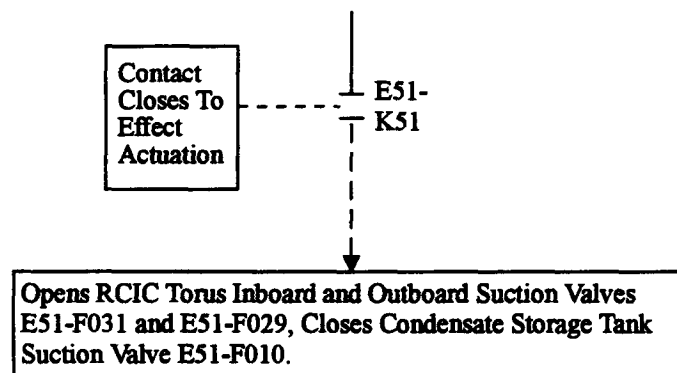 Contact
Closes To
Effect
Actuation
E51-
K51
Opens RCIC Torus Inboard and Outboard Suction Valves
E51-F031 and E51-F029, Closes Condensate Storage Tank
Suction Valve E51-F010.